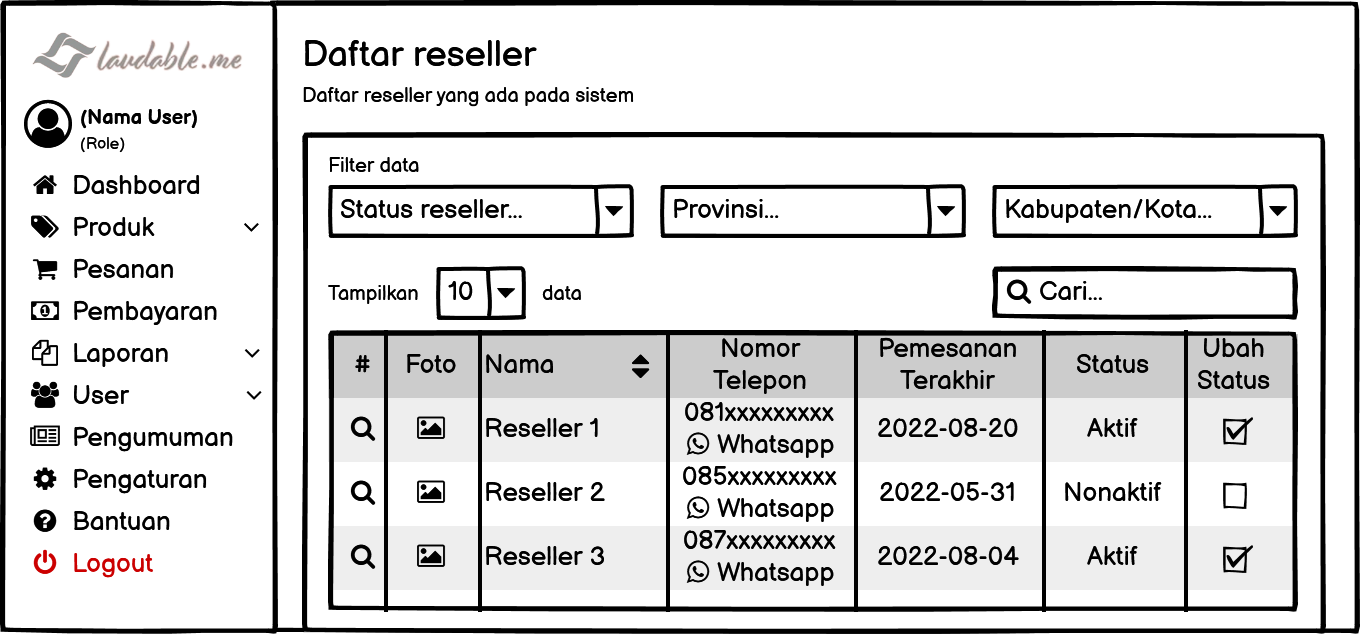 laudable.me
(Nama User)
(Role)
Dashboard
Produk
Pesanan
Pembayaran
Laporan
User
Pengumuman
Pengaturan
Bantuan
Logout
Daftar reseller
Daftar reseller yang ada pada sistem
Filter data
Status reseller... Provinsi... Kabupaten/Kota...
Tampilkan 10 data Cari...
# Foto Nama Nomor Telepon Pemesanan Terakhir Status Ubah Status
Reseller 1 081xxxxxxxxx Whatsapp 2022-08-20 Aktif
Reseller 2 085xxxxxxxxx Whatsapp 2022-05-31 Nonaktif
Reseller 3 087xxxxxxxxx Whatsapp 2022-08-04 Aktif